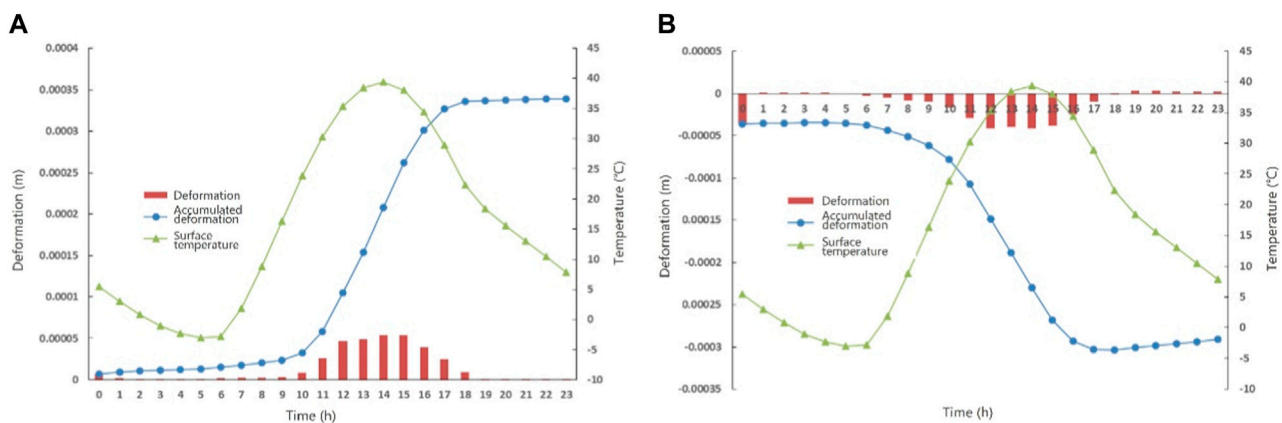 A
B
0.0004
0.00035
0.0003
0.00025
0.0002
0.00015
0.0001
0.00005
0
Deformation (m)
45
40
35
30
25
20
15
10
5
0
-5
-10
Temperature (℃)
Deformation
Accumulated
deformation
Surface
temperature
0 1 2 3 4 5 6 7 8 9 10 11 12 13 14 15 16 17 18 19 20 21 22 23
Time (h)
0.00005
0
-0.00005
-0.0001
-0.00015
-0.0002
-0.00025
-0.0003
-0.00035
Deformation (m)
0 1 2 3 4 5 6 7 8 9 10 11 12 13 14 15 16 17 18 19 20 21 22 23
Deformation
Accumulated
deformation
Surface
temperature
45
40
35
30
25
20
15
10
5
0
-5
-10
Temperature (℃)
Time (h)